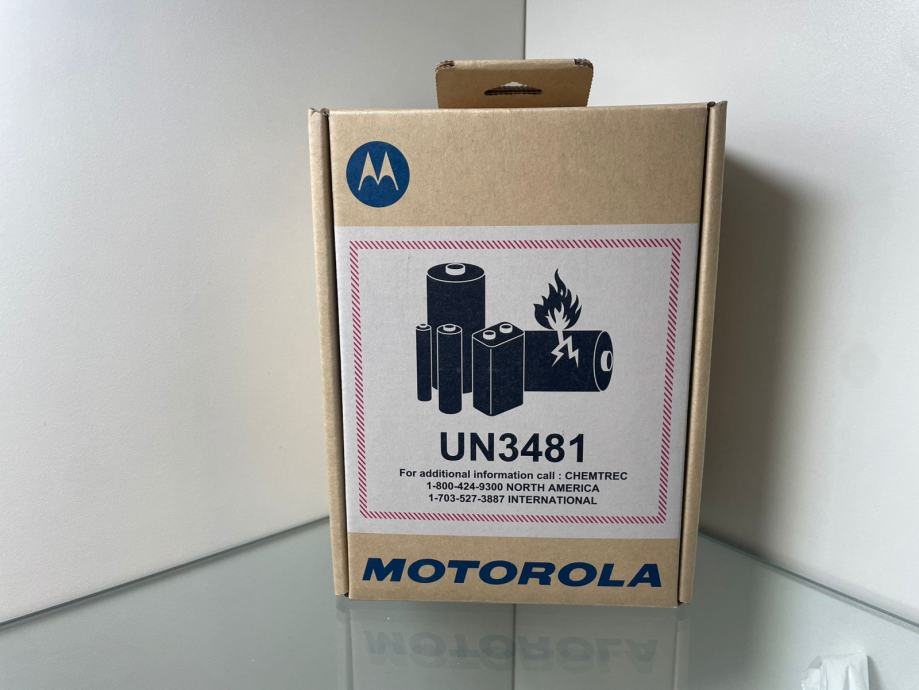 UN3481
For additional information call : CHEMTREC
1-800-424-9300 NORTH AMERICA
1-703-527-3887 INTERNATIONAL
MOTOROLA